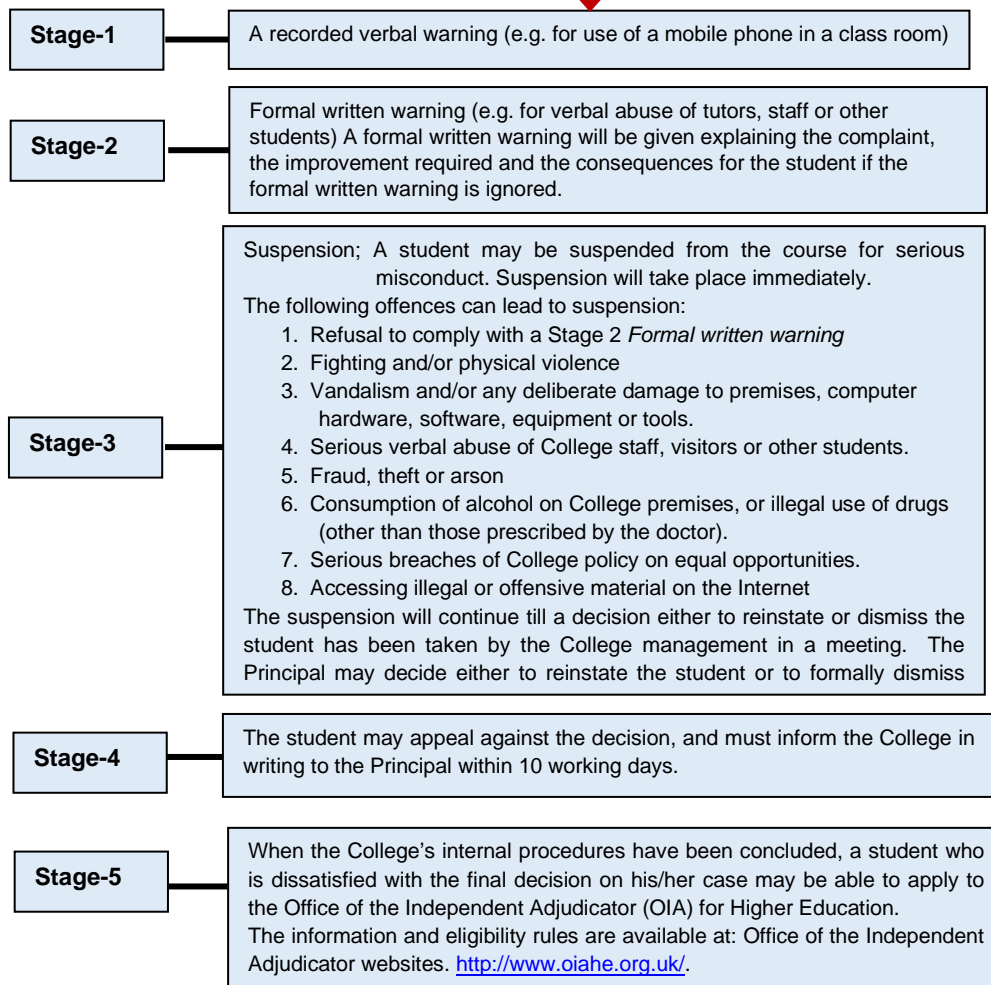 Stage-1
A recorded verbal warning (e.g. for use of a mobile phone in a class room)
Stage-2
Formal written warning (e.g. for verbal abuse of tutors, staff or other
students) A formal written warning will be given explaining the complaint,
the improvement required and the consequences for the student if the
formal written warning is ignored.
Stage-3
Suspension; A student may be suspended from the course for serious
misconduct. Suspension will take place immediately.
The following offences can lead to suspension:
1. Refusal to comply with a Stage 2 Formal written warning
2. Fighting and/or physical violence
3. Vandalism and/or any deliberate damage to premises, computer
hardware, software, equipment or tools.
4. Serious verbal abuse of College staff, visitors or other students.
5. Fraud, theft or arson
6. Consumption of alcohol on College premises, or illegal use of drugs
(other than those prescribed by the doctor).
7. Serious breaches of College policy on equal opportunities.
8. Accessing illegal or offensive material on the Internet
The suspension will continue till a decision either to reinstate or dismiss the
student has been taken by the College management in a meeting. The
Principal may decide either to reinstate the student or to formally dismiss
Stage-4
The student may appeal against the decision, and must inform the College in
writing to the Principal within 10 working days.
Stage-5
When the College's internal procedures have been concluded, a student who
is dissatisfied with the final decision on his/her case may be able to apply to
the Office of the Independent Adjudicator (OIA) for Higher Education.
The information and eligibility rules are available at: Office of the Independent
Adjudicator websites. http://www.oiahe.org.uk/.